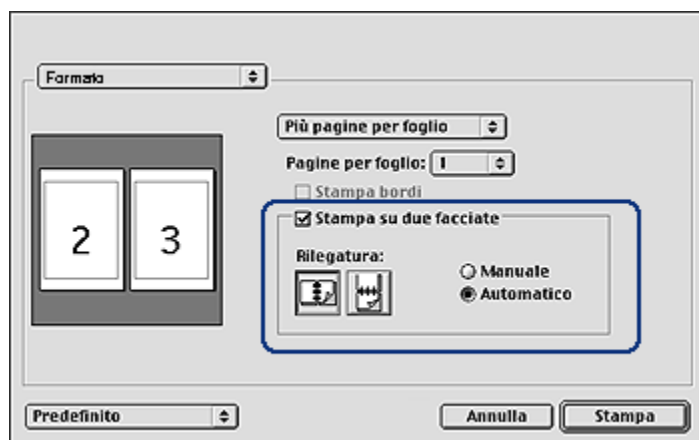 Formato
Più pagine per foglio
Pagine per foglio: 1
Stampa bordi
Stampa su due facciate
2 3
Rilegatura:
Manuale
Automatico
Predefinito Annulla Stampa